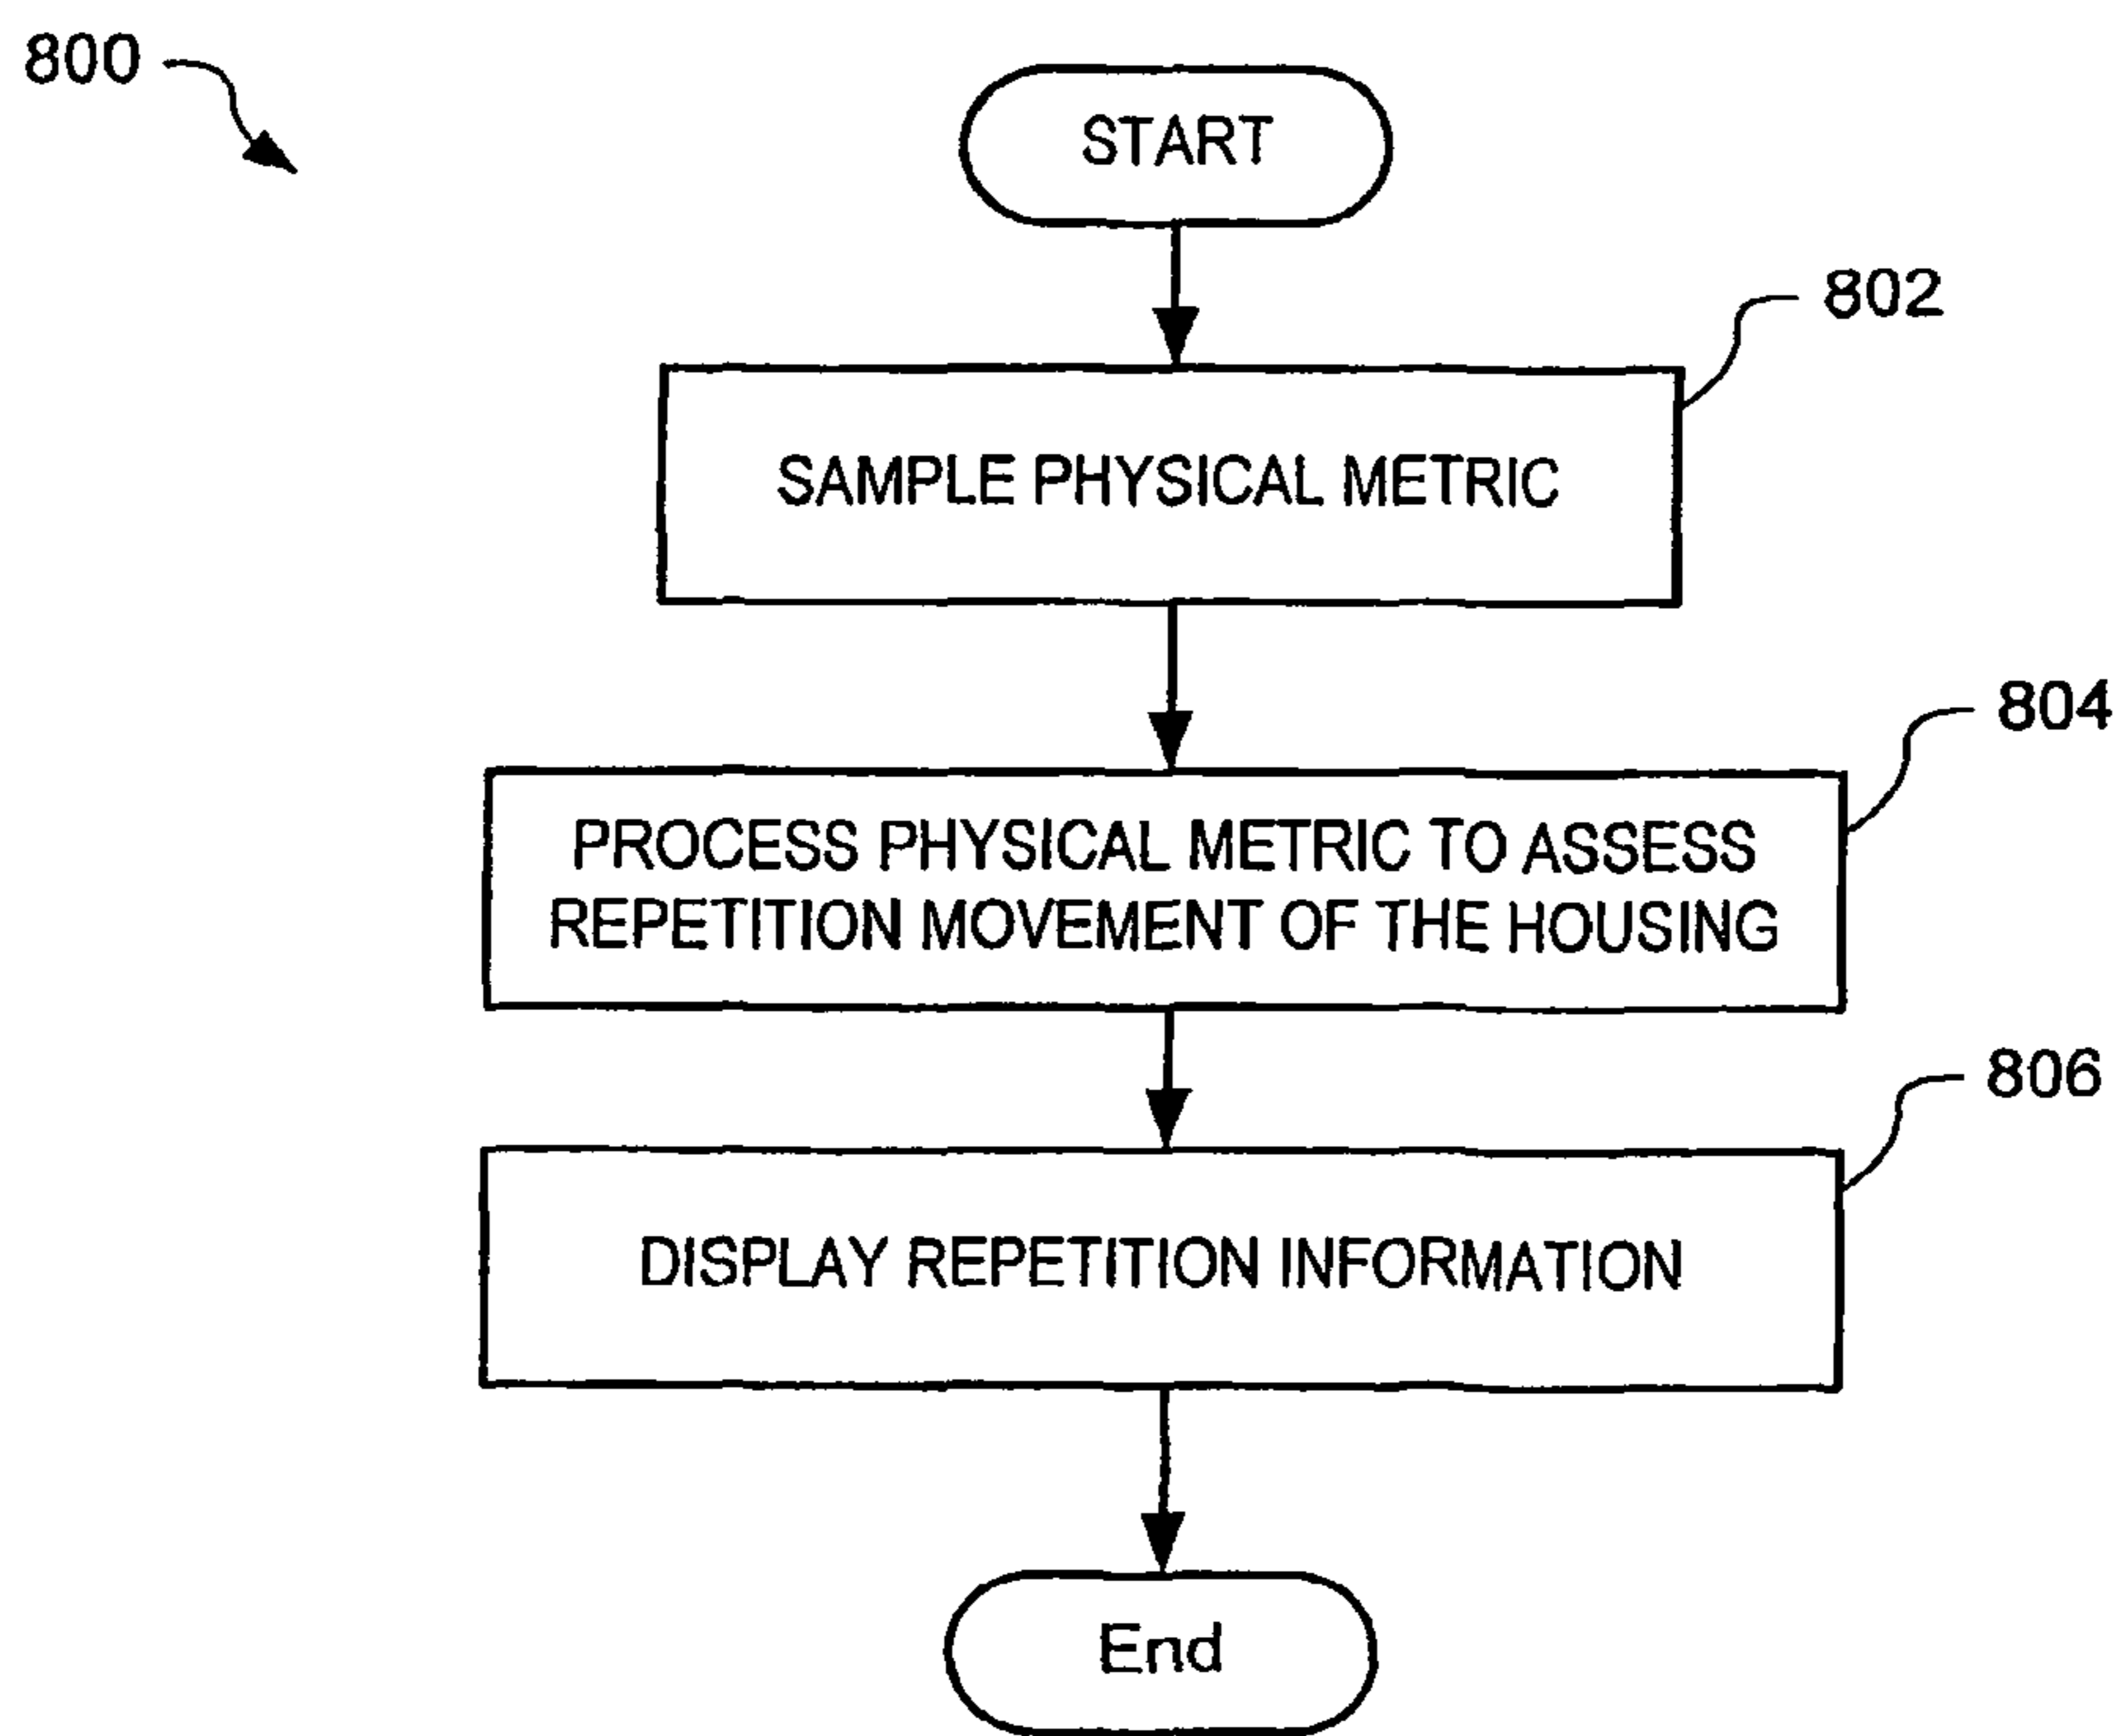 800
START
802
SAMPLE PHYSICAL METRIC
804
PROCESS PHYSICAL METRIC TO ASSESS
REPETITION MOVEMENT OF THE HOUSING
806
DISPLAY REPETITION INFORMATION
End